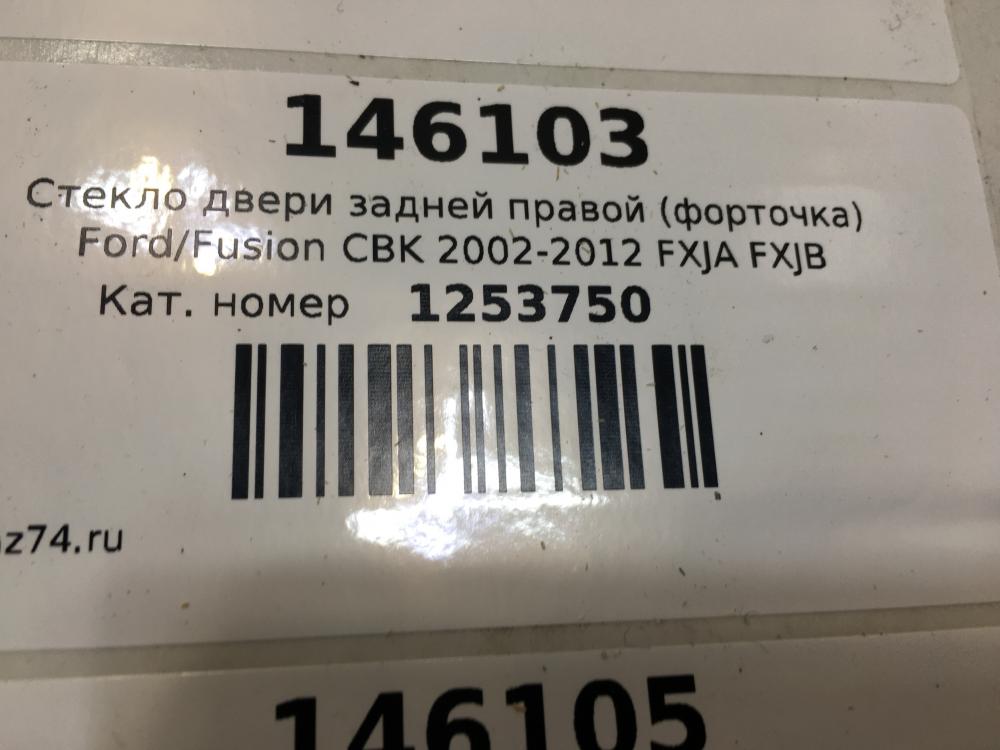 146103
Стекло двери задней правой (форточка)
Ford/Fusion CBK 2002-2012 FXJA FXJB
Кат. номер 1253750
z74.ru
146105